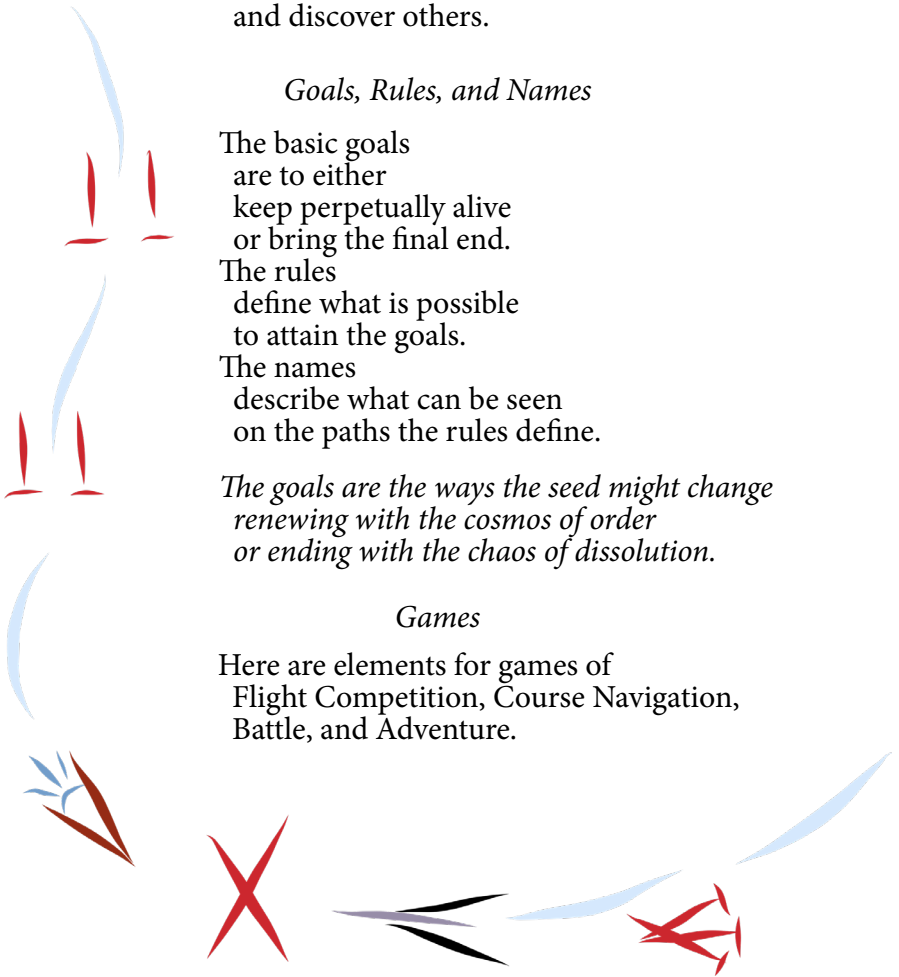 and discover others.
Goals, Rules, and Names
The basic goals
are to either
keep perpetually alive
or bring the final end.
The rules
define what is possible
to attain the goals.
The names
describe what can be seen
on the paths the rules define.
The goals are the ways the seed might change
renewing with the cosmos of order
or ending with the chaos of dissolution.
Games
Here are elements for games of
Flight Competition, Course Navigation,
Battle, and Adventure.